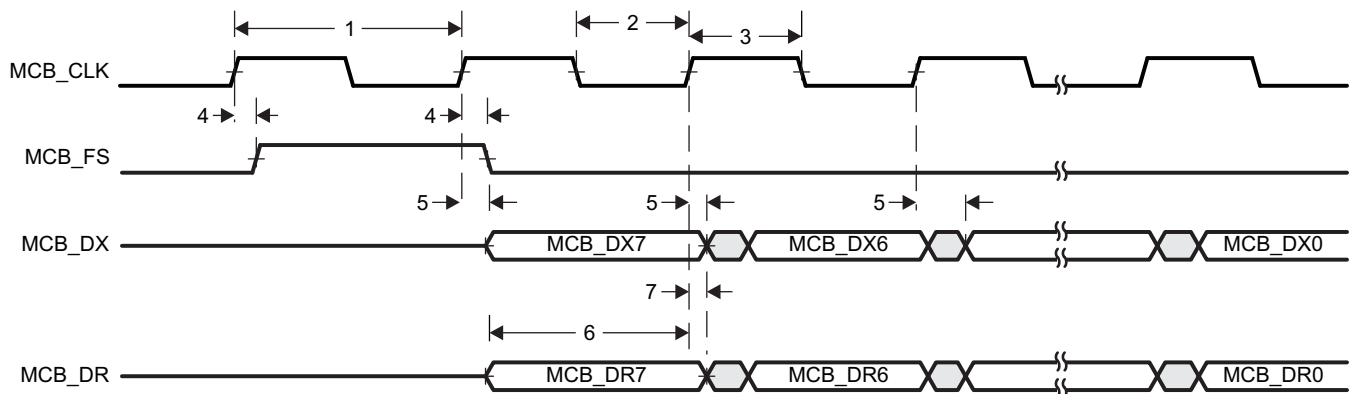 1
2
3
MCB_CLK
4
4
MCB_FS
5
5
5
MCB_DX
MCB_DX7
MCB_DX6
MCB_DX0
7
6
MCB_DR
MCB_DR7
MCB_DR6
MCB_DR0